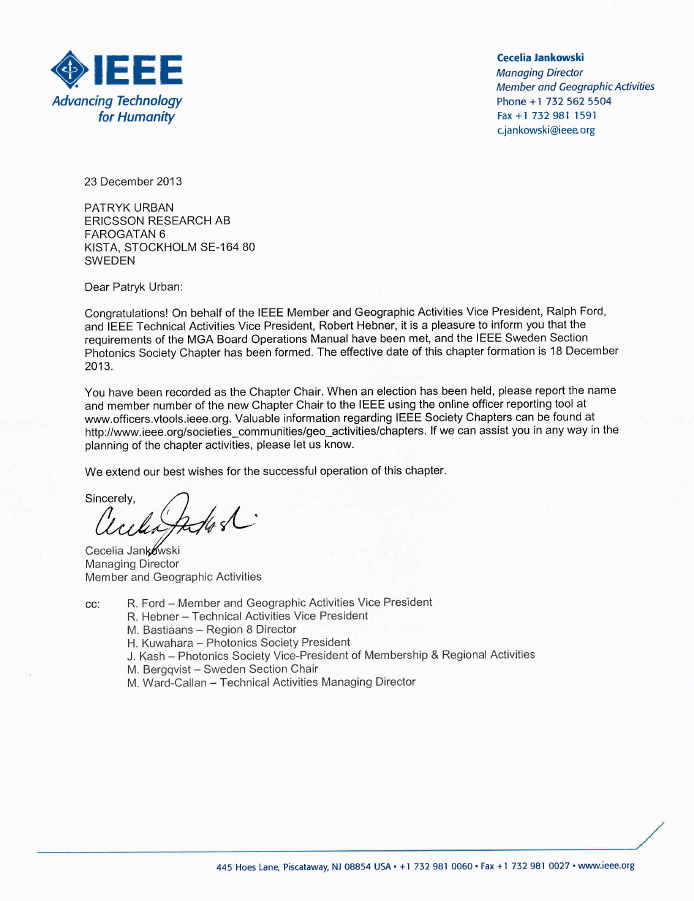 IEEE
Advancing Technology
for Humanity
Cecelia Jankowski
Managing Director
Member and Geographic Activities
Phone +1 732 562 5504
Fax +1 732 981 1591
c.jankowski@ieee.org
23 December 2013
PATRYK URBAN
ERICSSON RESEARCH AB
FAROGATAN 6
KISTA, STOCKHOLM SE-164 80
SWEDEN
Dear Patryk Urban:
Congratulations! On behalf of the IEEE Member and Geographic Activities Vice President, Ralph Ford,
and IEEE Technical Activities Vice President, Robert Hebner, it is a pleasure to inform you that the
requirements of the MGA Board Operations Manual have been met, and the IEEE Sweden Section
Photonics Society Chapter has been formed. The effective date of this chapter formation is 18 December
2013.
You have been recorded as the Chapter Chair. When an election has been held, please report the name
and member number of the new Chapter Chair to the IEEE using the online officer reporting tool at
www.officers.vtools.ieee.org. Valuable information regarding IEEE Society Chapters can be found at
http://www.ieee.org/societies_communities/geo_activities/chapters. If we can assist you in any way in the
planning of the chapter activities, please let us know.
We extend our best wishes for the successful operation of this chapter.
Sincerely,
Cecelia Jankowski
Cecelia Jankowski
Managing Director
Member and Geographic Activities
cc: R. Ford – Member and Geographic Activities Vice President
R. Hebner – Technical Activities Vice President
M. Bastiaans – Region 8 Director
H. Kuwahara – Photonics Society President
J. Kash – Photonics Society Vice-President of Membership & Regional Activities
M. Bergqvist – Sweden Section Chair
M. Ward-Callan – Technical Activities Managing Director
445 Hoes Lane, Piscataway, NJ 08854 USA • +1 732 981 0060 • Fax +1 732 981 0027 • www.ieee.org